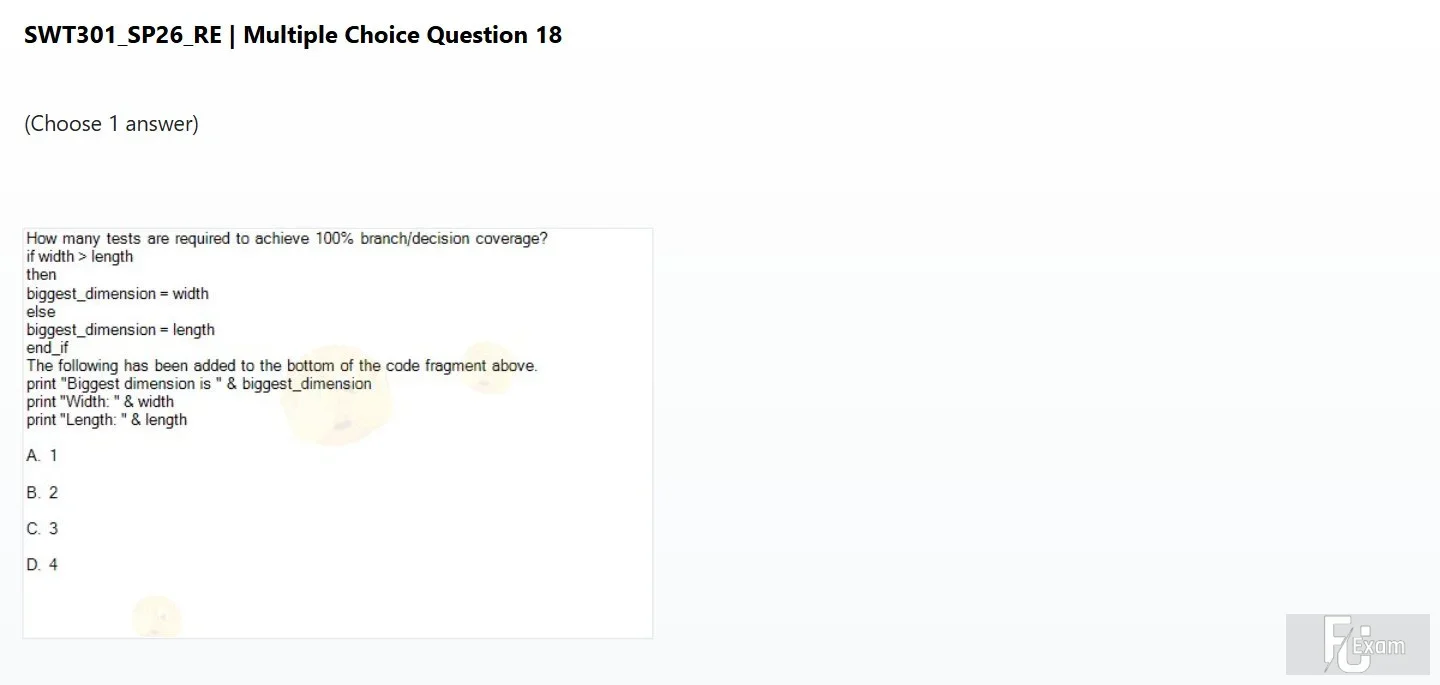 SWT301_SP26_RE | Multiple Choice Question 18
(Choose 1 answer)
How many tests are required to achieve 100% branch/decision coverage?
if width > length
then
biggest_dimension = width
else
biggest_dimension = length
end_if
The following has been added to the bottom of the code fragment above.
print "Biggest dimension is " & biggest_dimension
print "Width: " & width
print "Length: " & length
A. 1
B. 2
C. 3
D. 4
Exam